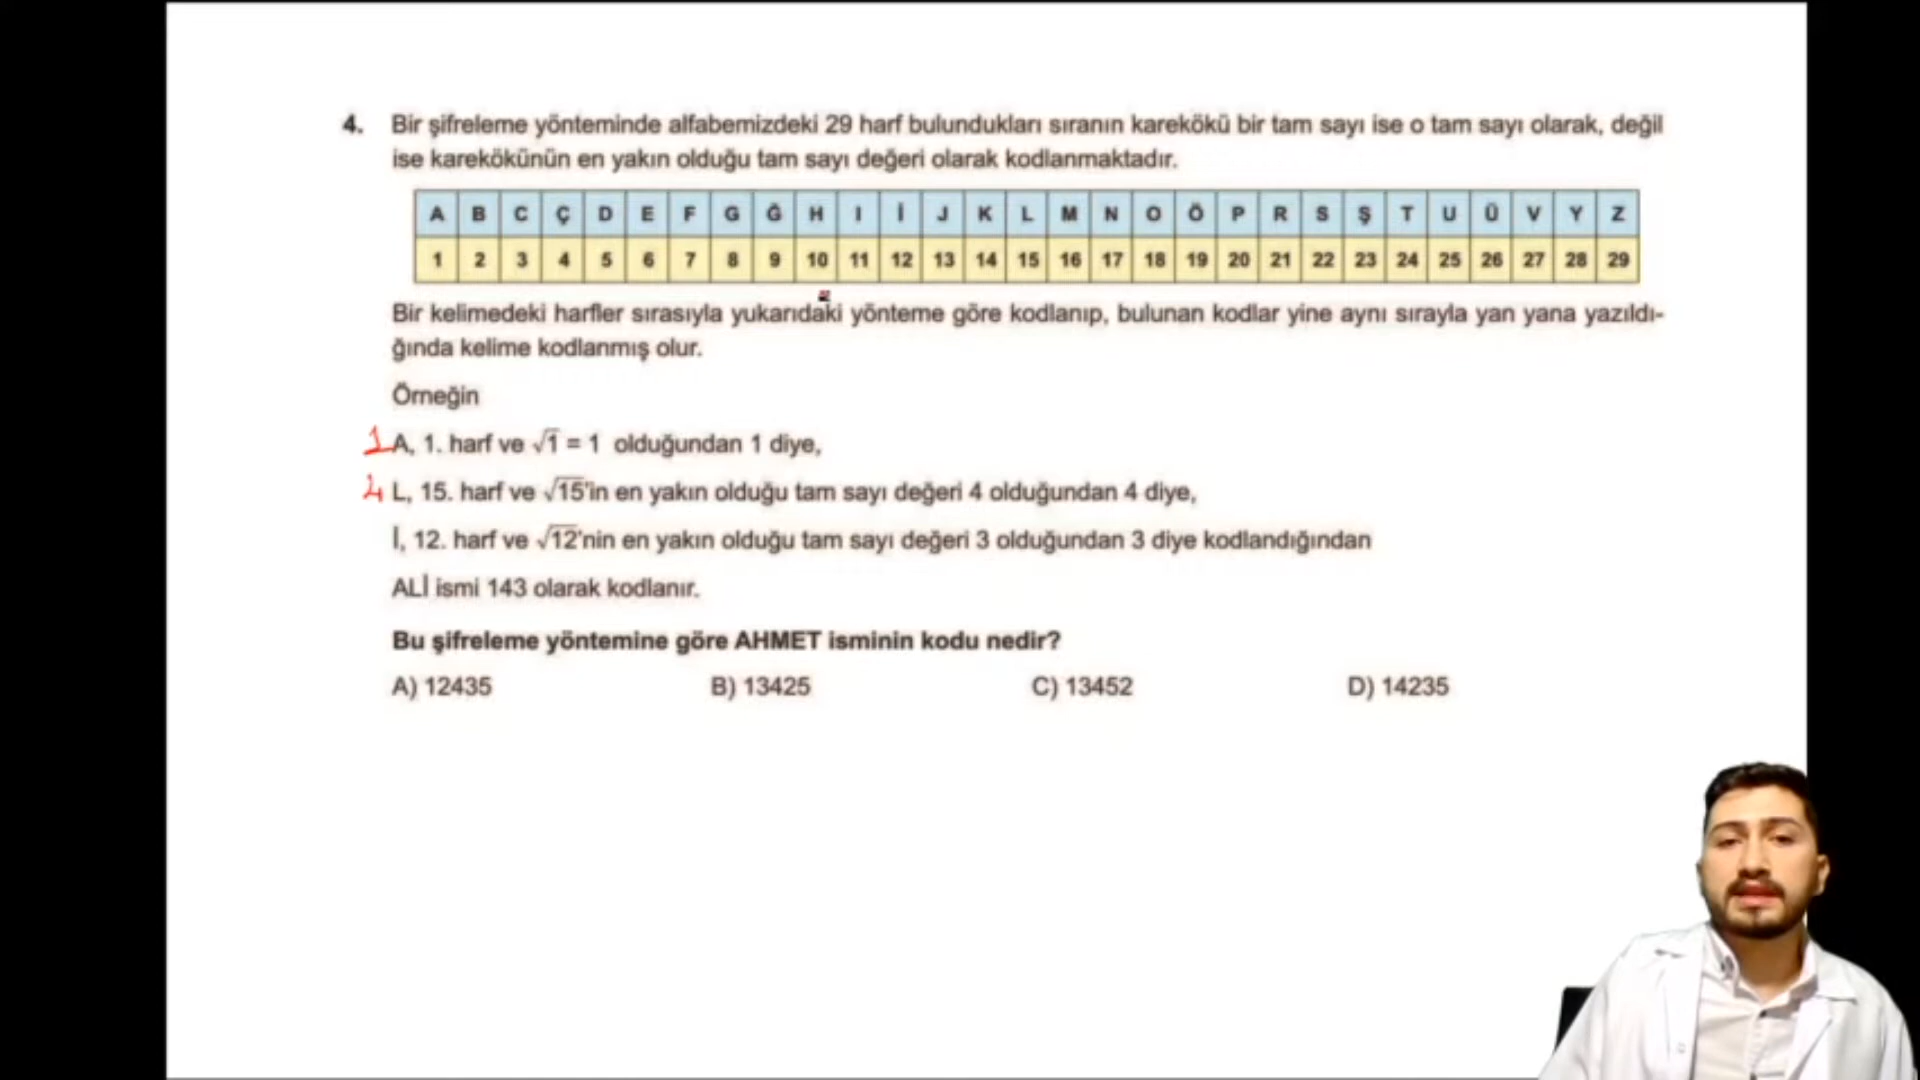 4. Bir şifreleme yönteminde alfabemizdeki 29 harf bulundukları sıranın karekökü bir tam sayı ise o tam sayı olarak, değil
ise karekökünün en yakın olduğu tam sayı değeri olarak kodlanmaktadır.
A B C Ç D E F G Ğ H I İ J K L M N O Ö P R S Ş T U Ü V Y Z
1 2 3 4 5 6 7 8 9 10 11 12 13 14 15 16 17 18 19 20 21 22 23 24 25 26 27 28 29
Bir kelimedeki harfler sırasıyla yukarıdaki yönteme göre kodlanıp, bulunan kodlar yine aynı sırayla yan yana yazıldı-
ğında kelime kodlanmış olur.
Örneğin
1 A, 1. harf ve √1 = 1 olduğundan 1 diye,
4 L, 15. harf ve √15'in en yakın olduğu tam sayı değeri 4 olduğundan 4 diye,
İ, 12. harf ve √12'nin en yakın olduğu tam sayı değeri 3 olduğundan 3 diye kodlandığından
ALİ ismi 143 olarak kodlanır.
Bu şifreleme yöntemine göre AHMET isminin kodu nedir?
A) 12435 B) 13425 C) 13452 D) 14235